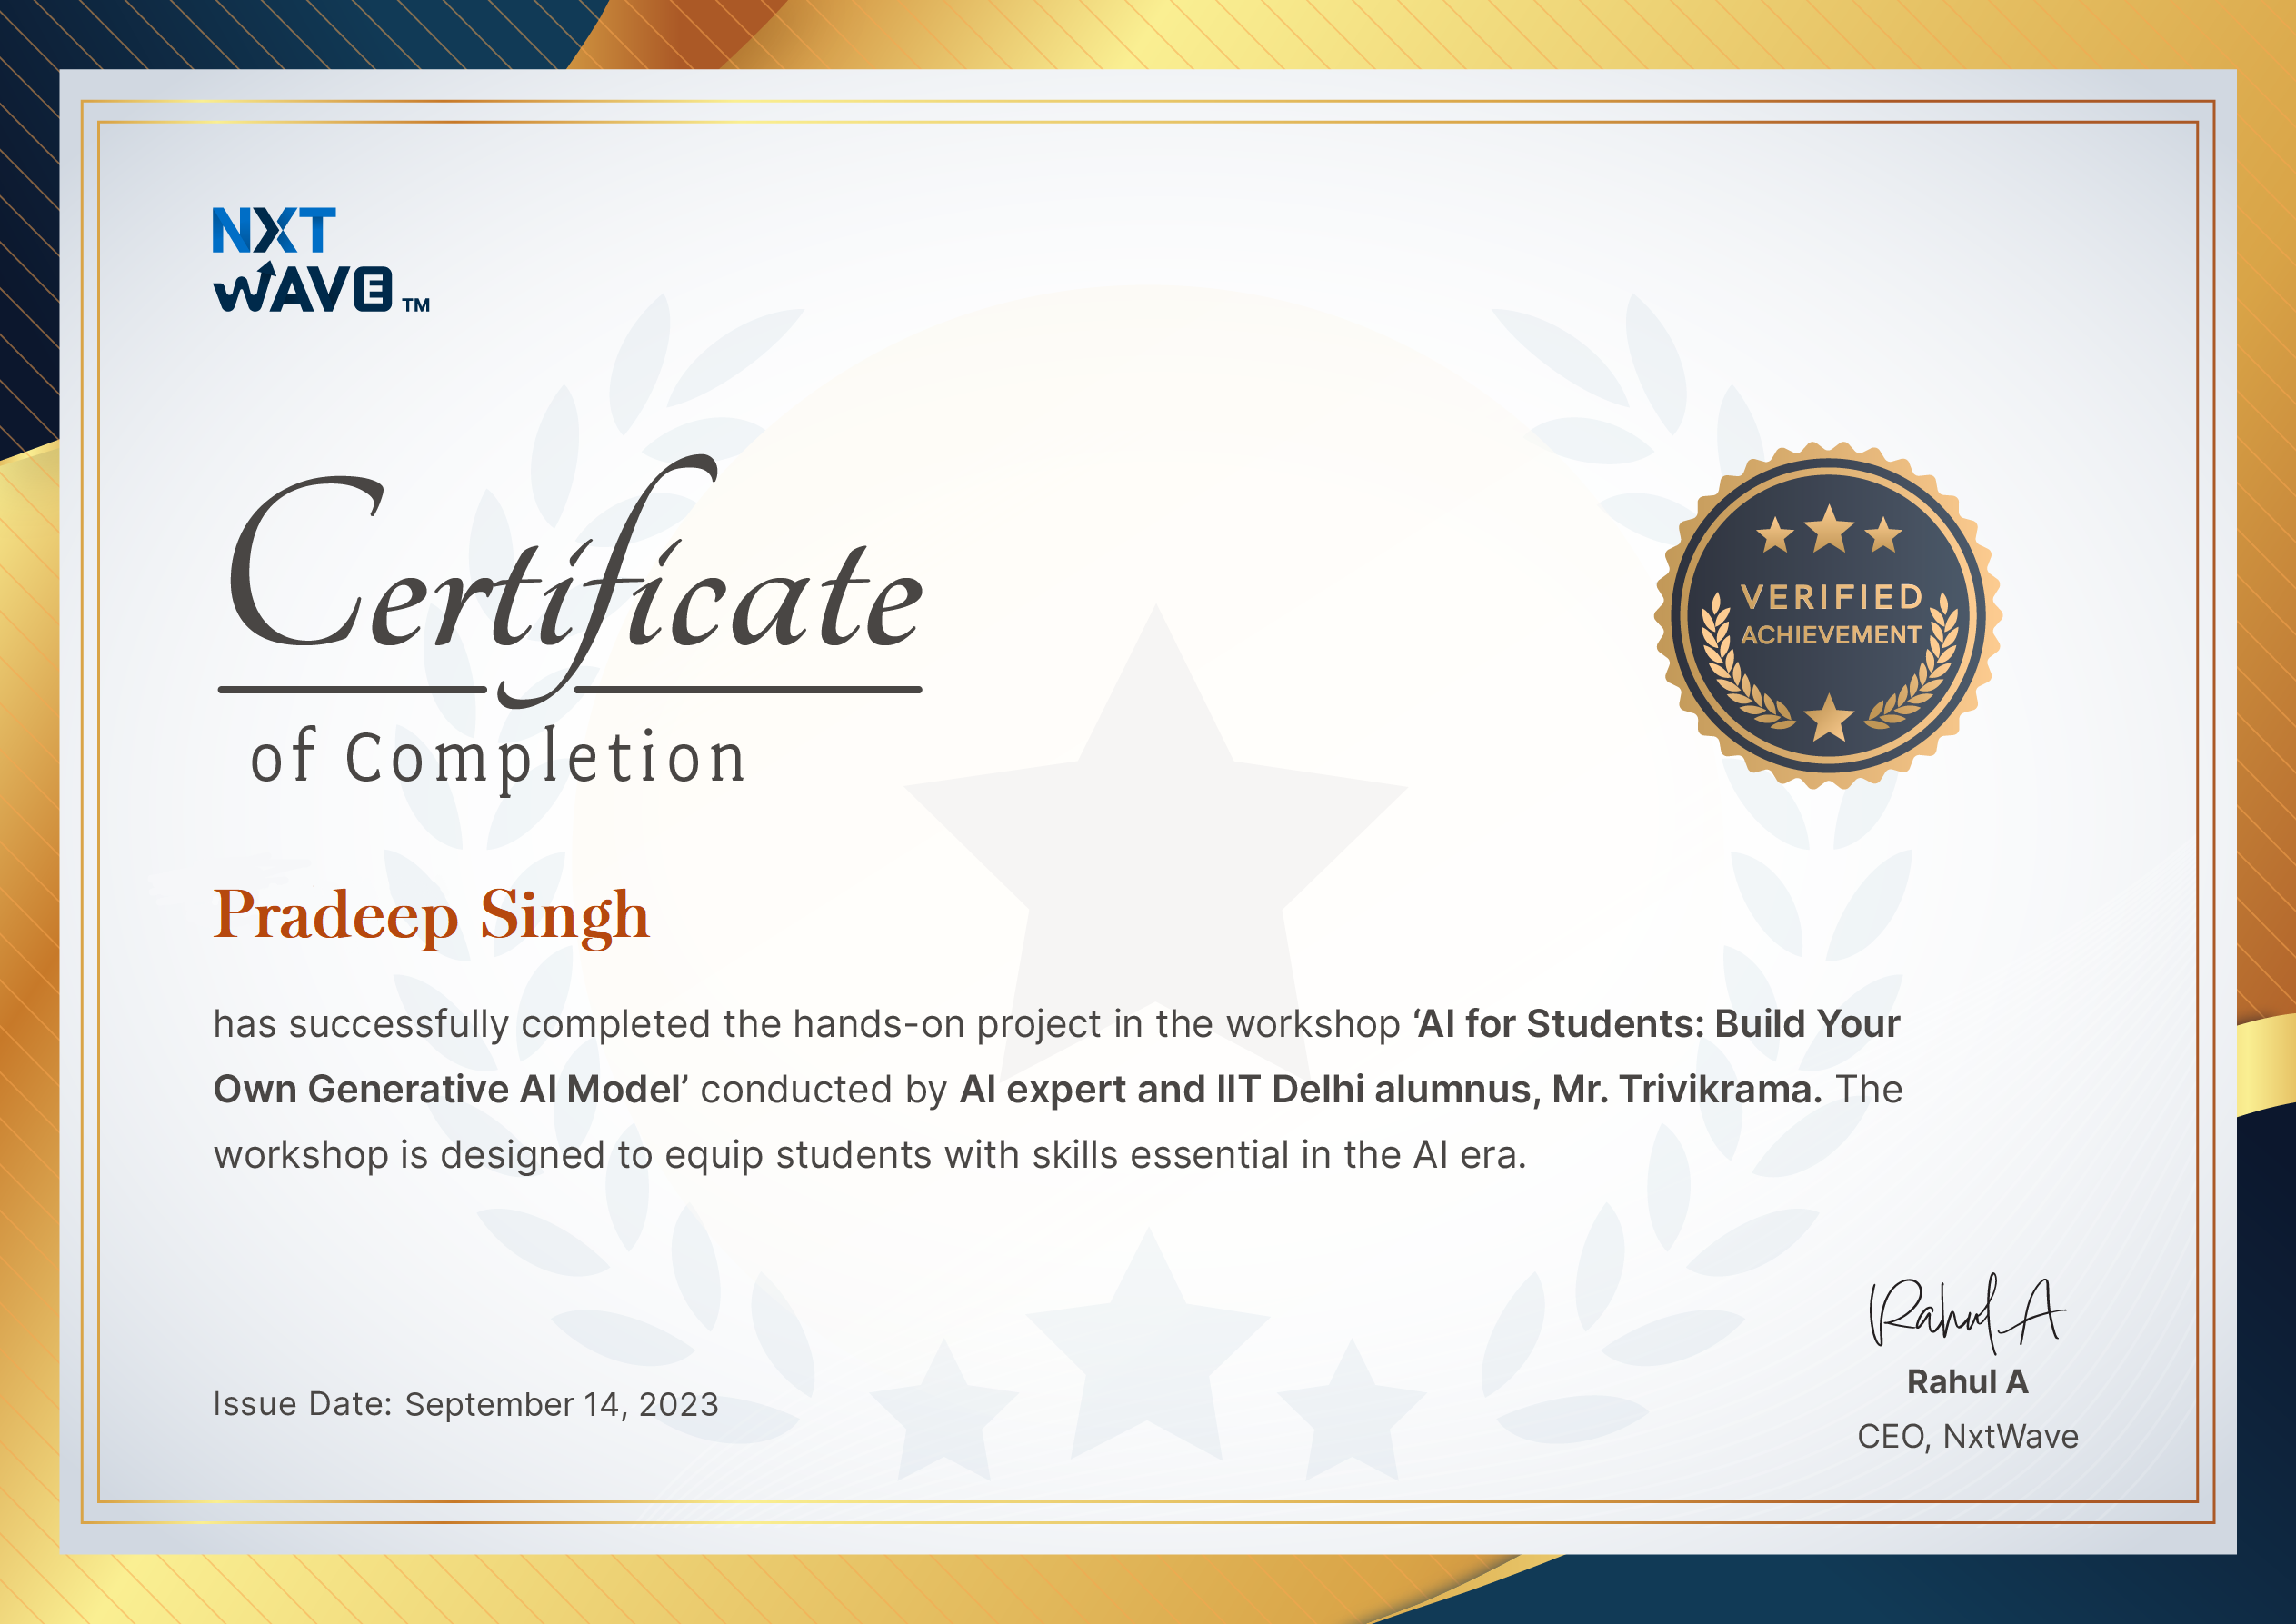 NXT
WAVE TM
Certificate
of Completion
VERIFIED
ACHIEVEMENT
Pradeep Singh
has successfully completed the hands-on project in the workshop ‘AI for Students: Build Your
Own Generative AI Model’ conducted by AI expert and IIT Delhi alumnus, Mr. Trivikrama. The
workshop is designed to equip students with skills essential in the AI era.
Issue Date: September 14, 2023
Rahul A
Rahul A
CEO, NxtWave